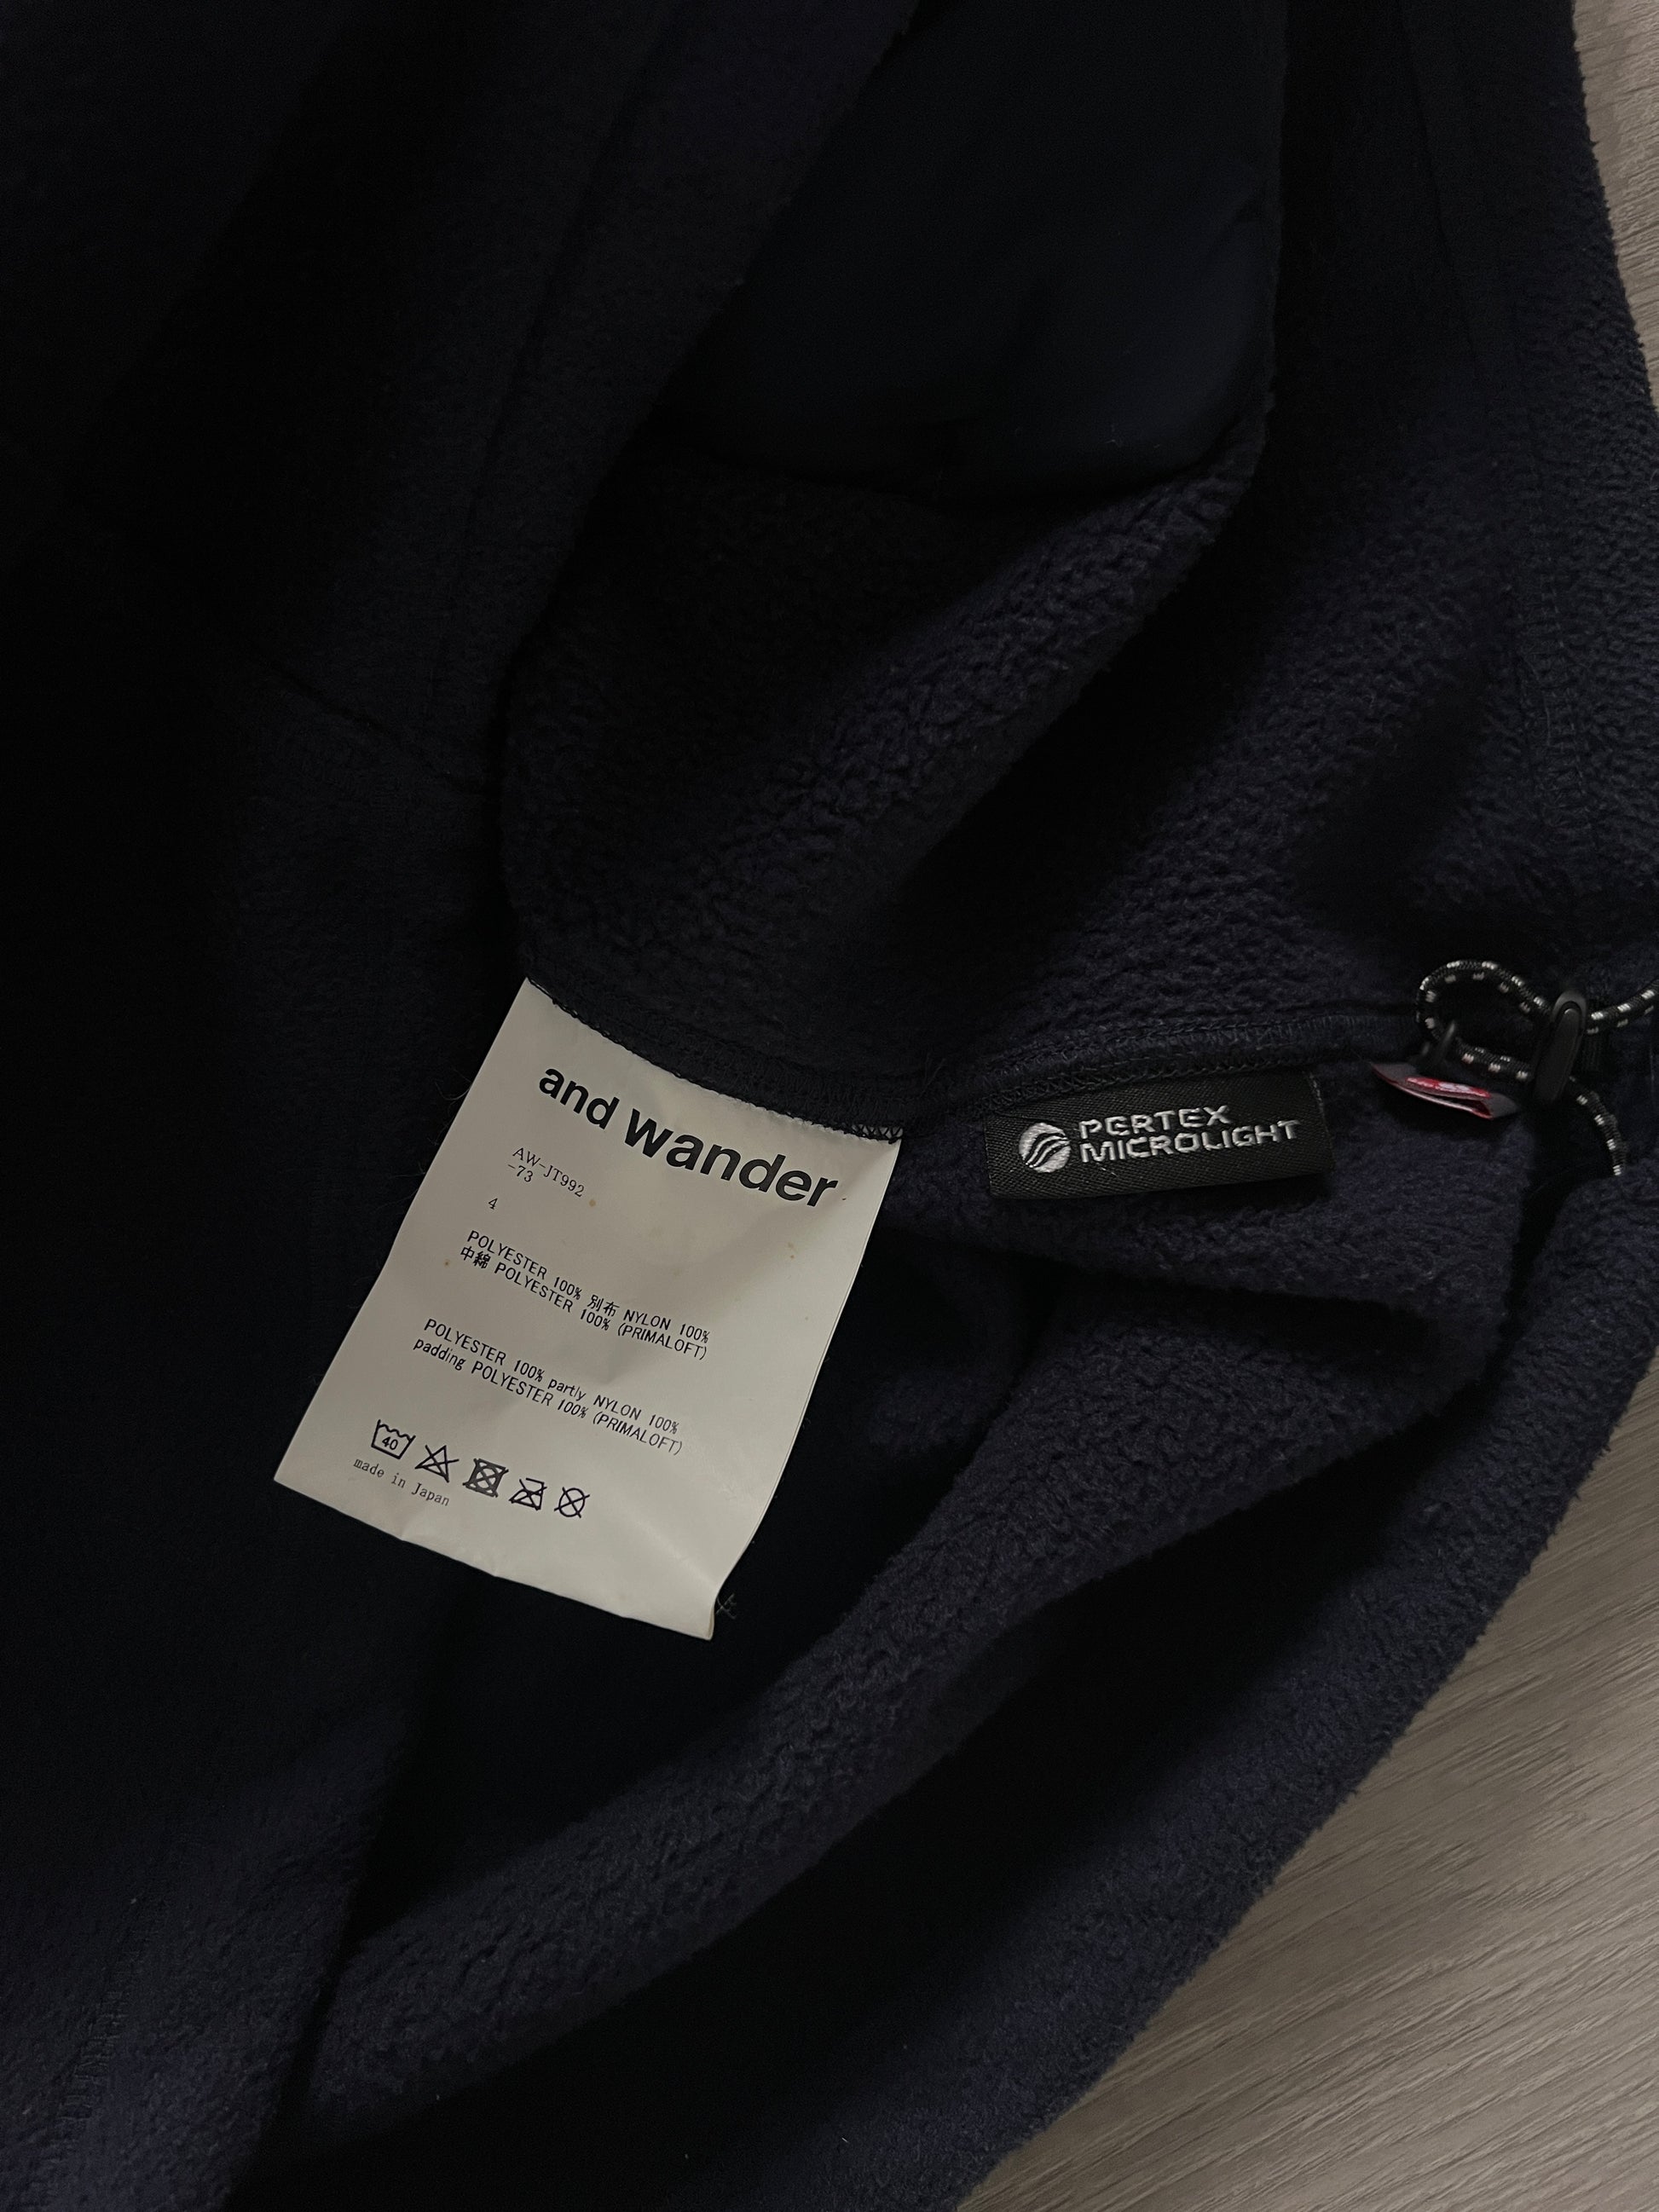 and wander
AW-JT992
-73
4
POLYESTER 100% 別布 NYLON 100%
中綿 POLYESTER 100% (PRIMALOFT)
POLYESTER 100% partly NYLON 100%
padding POLYESTER 100% (PRIMALOFT)
40
made in Japan
PERTEX
MICROLIGHT